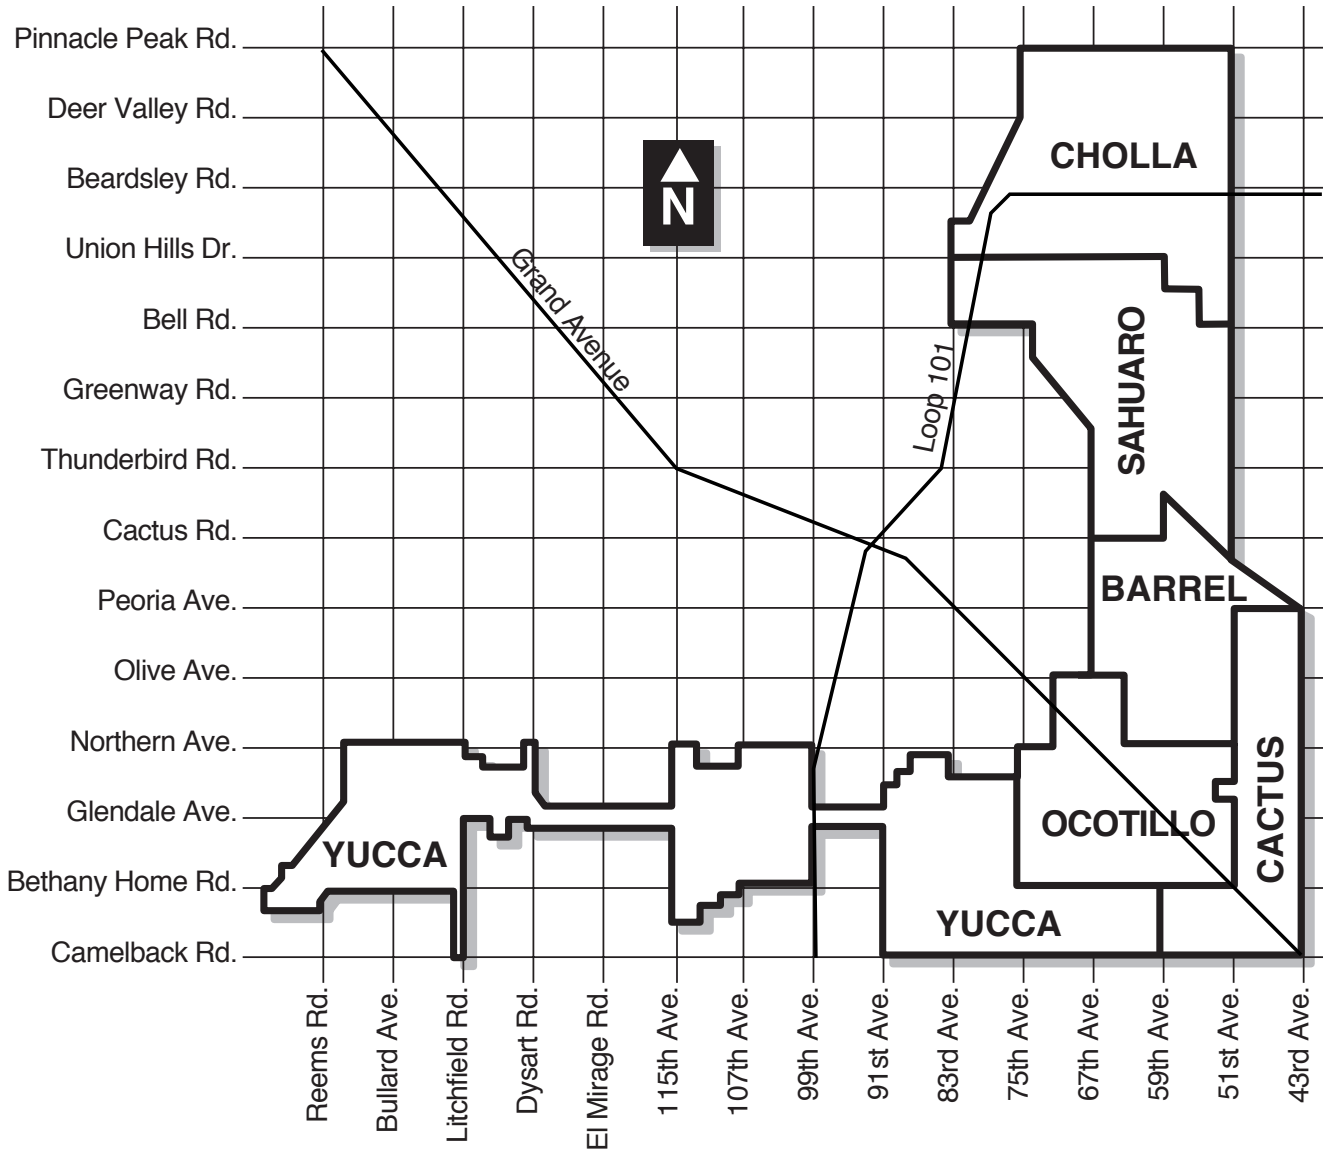 Pinnacle Peak Rd.
Deer Valley Rd.
CHOLLA
Beardsley Rd.
N
Union Hills Dr.
Grand Avenue
Bell Rd.
SAHUARO
Loop 101
Greenway Rd.
Thunderbird Rd.
Cactus Rd.
BARREL
Peoria Ave.
Olive Ave.
Northern Ave.
CACTUS
Glendale Ave.
OCOTILLO
YUCCA
Bethany Home Rd.
YUCCA
Camelback Rd.
Reems Rd.
Bullard Ave.
Litchfield Rd.
Dysart Rd.
El Mirage Rd.
115th Ave.
107th Ave.
99th Ave.
91st Ave.
83rd Ave.
75th Ave.
67th Ave.
59th Ave.
51st Ave.
43rd Ave.